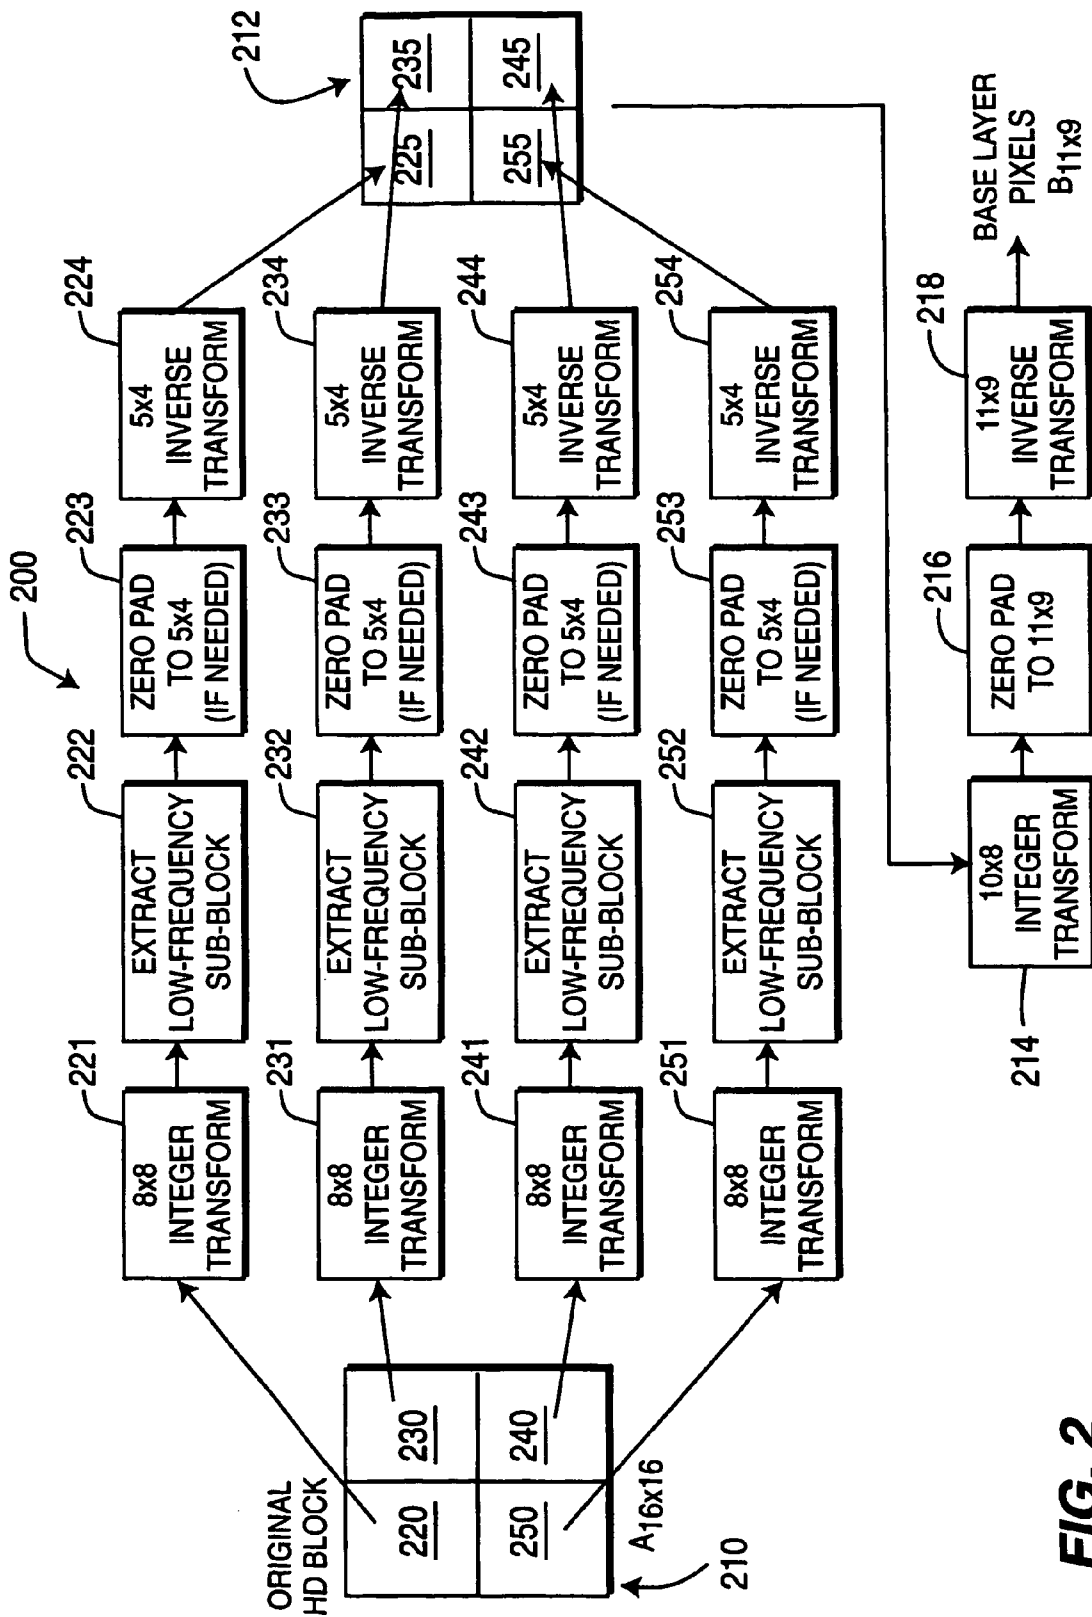 200
ORIGINAL
HD BLOCK
220
230
250
240
A16x16
210
8x8
INTEGER
TRANSFORM
221
EXTRACT
LOW-FREQUENCY
SUB-BLOCK
222
ZERO PAD
TO 5x4
(IF NEEDED)
223
5x4
INVERSE
TRANSFORM
224
8x8
INTEGER
TRANSFORM
231
EXTRACT
LOW-FREQUENCY
SUB-BLOCK
232
ZERO PAD
TO 5x4
(IF NEEDED)
233
5x4
INVERSE
TRANSFORM
234
8x8
INTEGER
TRANSFORM
241
EXTRACT
LOW-FREQUENCY
SUB-BLOCK
242
ZERO PAD
TO 5x4
(IF NEEDED)
243
5x4
INVERSE
TRANSFORM
244
8x8
INTEGER
TRANSFORM
251
EXTRACT
LOW-FREQUENCY
SUB-BLOCK
252
ZERO PAD
TO 5x4
(IF NEEDED)
253
5x4
INVERSE
TRANSFORM
254
212
225
235
255
245
10x8
INTEGER
TRANSFORM
214
ZERO PAD
TO 11x9
216
11x9
INVERSE
TRANSFORM
218
BASE LAYER
PIXELS
B11x9
FIG. 2